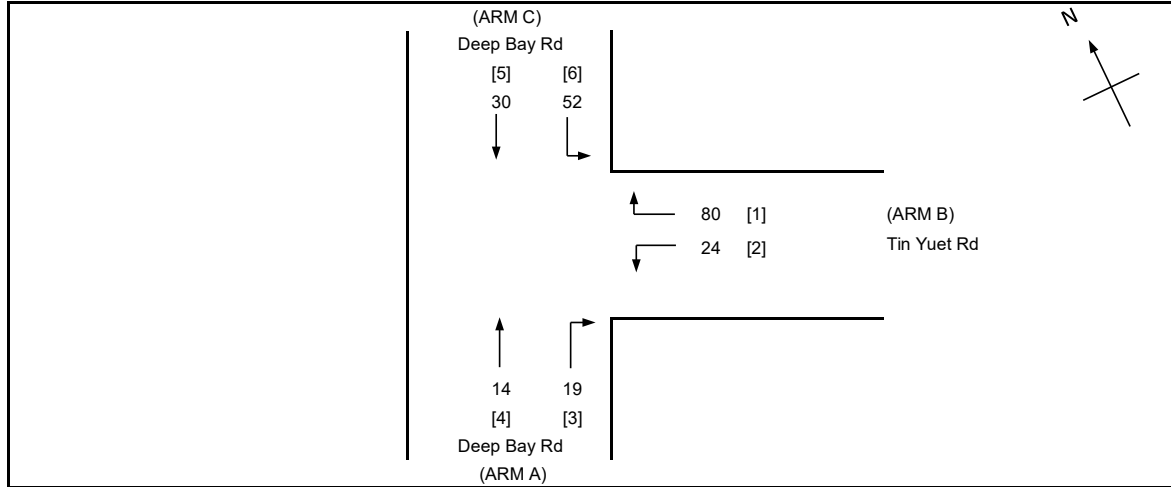 (ARM C)
N
Deep Bay Rd
[5] [6]
30 52
80 [1] (ARM B)
24 [2] Tin Yuet Rd
14 19
[4] [3]
Deep Bay Rd
(ARM A)